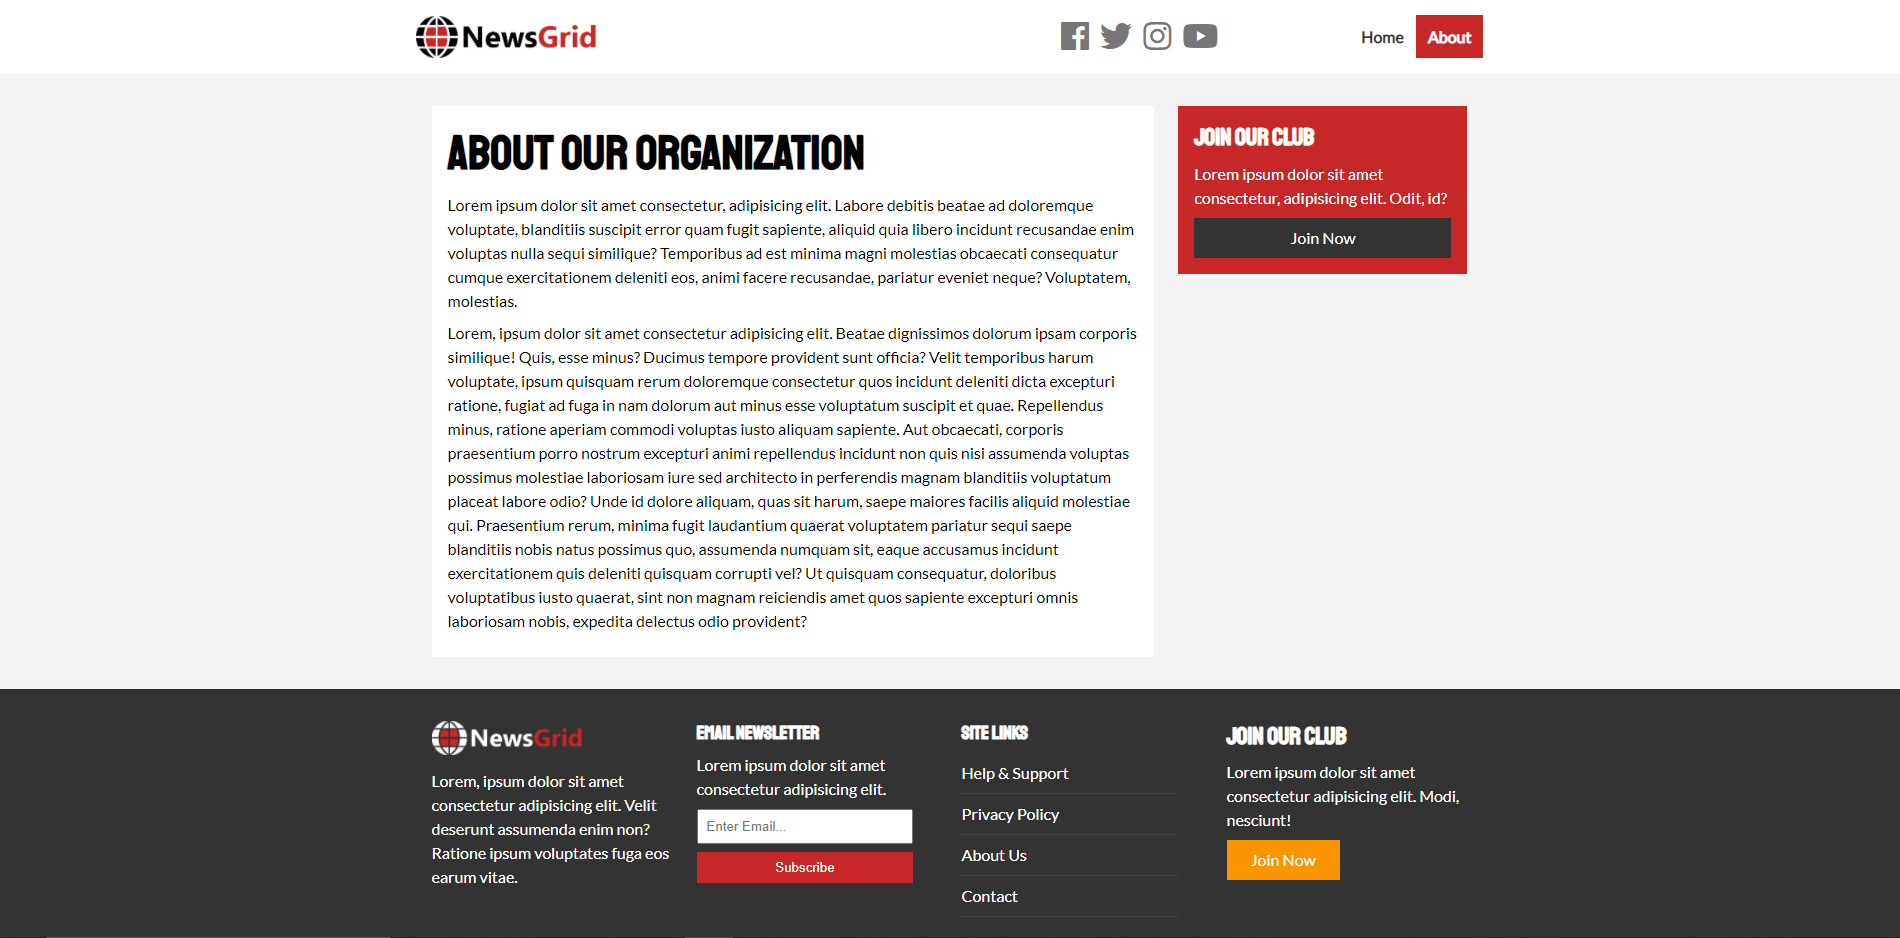 NewsGrid
Home
About
ABOUT OUR ORGANIZATION
Lorem ipsum dolor sit amet consectetur, adipisicing elit. Labore debitis beatae ad doloremque
voluptate, blanditiis suscipit error quam fugit sapiente, aliquid quia libero incidunt recusandae enim
voluptas nulla sequi similique? Temporibus ad est minima magni molestias obcaecati consequatur
cumque exercitationem deleniti eos, animi facere recusandae, pariatur eveniet neque? Voluptatem,
molestias.
Lorem, ipsum dolor sit amet consectetur adipisicing elit. Beatae dignissimos dolorum ipsam corporis
similique! Quis, esse minus? Ducimus tempore provident sunt officia? Velit temporibus harum
voluptate, ipsum quisquam rerum doloremque consectetur quos incidunt deleniti dicta excepturi
ratione, fugiat ad fuga in nam dolorum aut minus esse voluptatum suscipit et quae. Repellendus
minus, ratione aperiam commodi voluptas iusto aliquam sapiente. Aut obcaecati, corporis
praesentium porro nostrum excepturi animi repellendus incidunt non quis nisi assumenda voluptas
possimus molestiae laboriosam iure sed architecto in perferendis magnam blanditiis voluptatum
placeat labore odio? Unde id dolore aliquam, quas sit harum, saepe maiores facilis aliquid molestiae
qui. Praesentium rerum, minima fugit laudantium quaerat voluptatem pariatur sequi saepe
blanditiis nobis natus possimus quo, assumenda numquam sit, eaque accusamus incidunt
exercitationem quis deleniti quisquam corrupti vel? Ut quisquam consequatur, doloribus
voluptatibus iusto quaerat, sint non magnam reiciendis amet quos sapiente excepturi omnis
laboriosam nobis, expedita delectus odio provident?
JOIN OUR CLUB
Lorem ipsum dolor sit amet
consectetur, adipisicing elit. Odit, id?
Join Now
NewsGrid
Lorem, ipsum dolor sit amet
consectetur adipisicing elit. Velit
deserunt assumenda enim non?
Ratione ipsum voluptates fuga eos
earum vitae.
EMAIL NEWSLETTER
Lorem ipsum dolor sit amet
consectetur adipisicing elit.
Enter Email...
Subscribe
SITE LINKS
Help & Support
Privacy Policy
About Us
Contact
JOIN OUR CLUB
Lorem ipsum dolor sit amet
consectetur adipisicing elit. Modi,
nesciunt!
Join Now